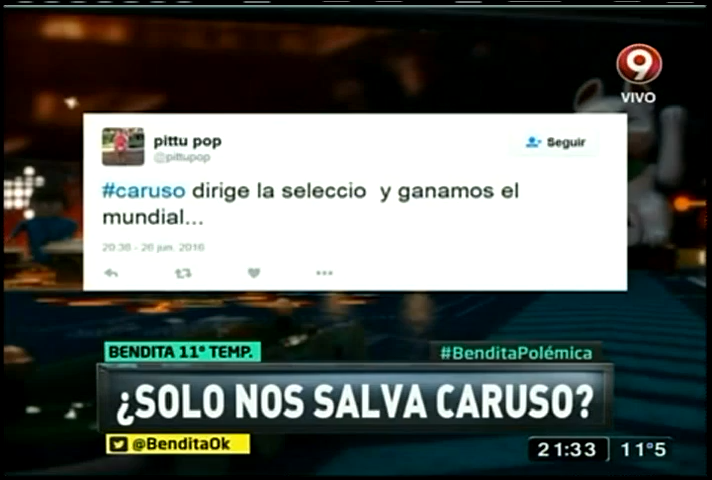 9
VIVO
pittu pop
@pittupop
Seguir
#caruso dirige la seleccio y ganamos el
mundial...
20:36 - 26 jun. 2016
BENDITA 11° TEMP.
#BenditaPolémica
¿SOLO NOS SALVA CARUSO?
@BenditaOk
21:33
11°5